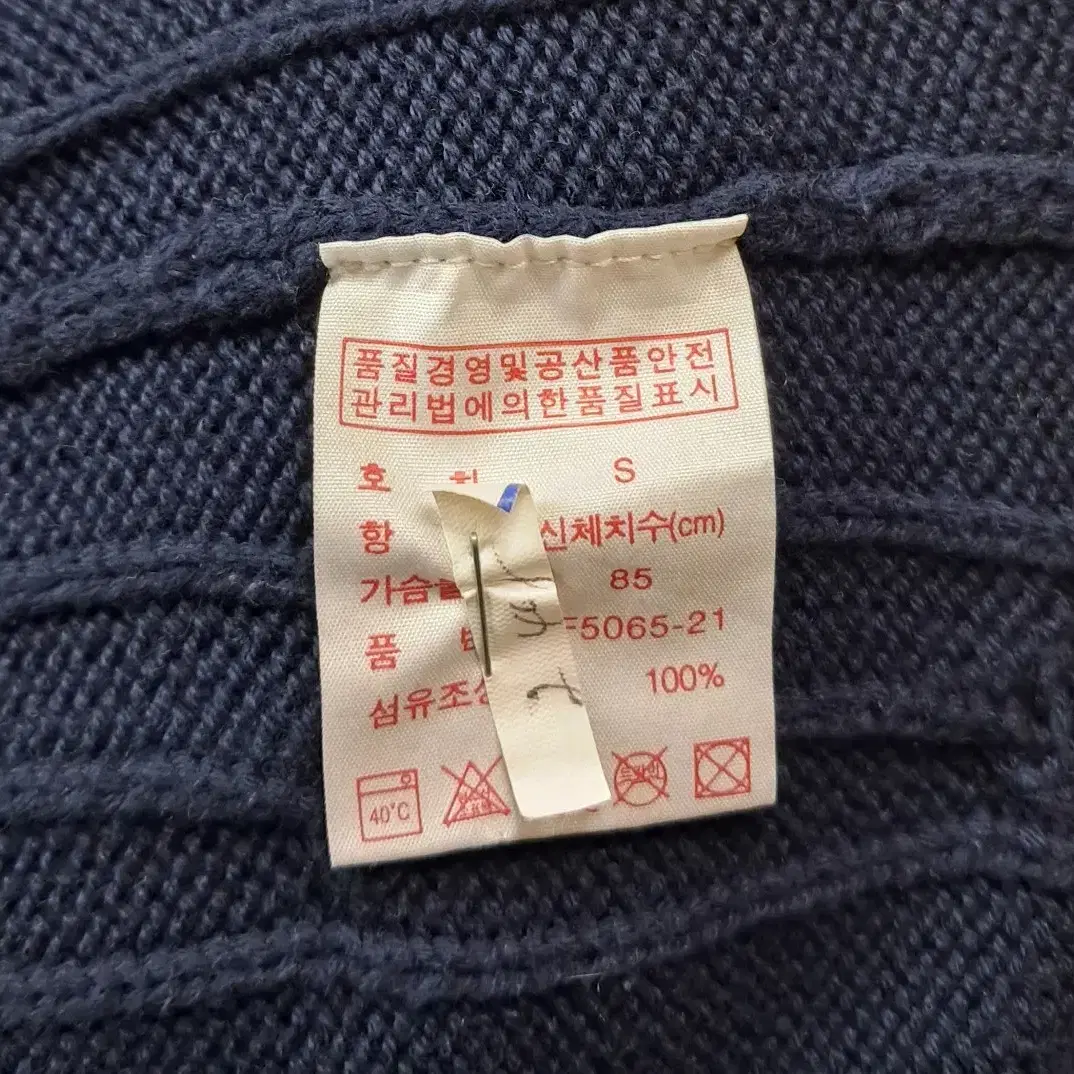 품질경영및공산품안전
관리법에의한품질표시
호 S
항 신체치수(cm)
가슴 85
품 5065-21
섬유조 100%
40°C